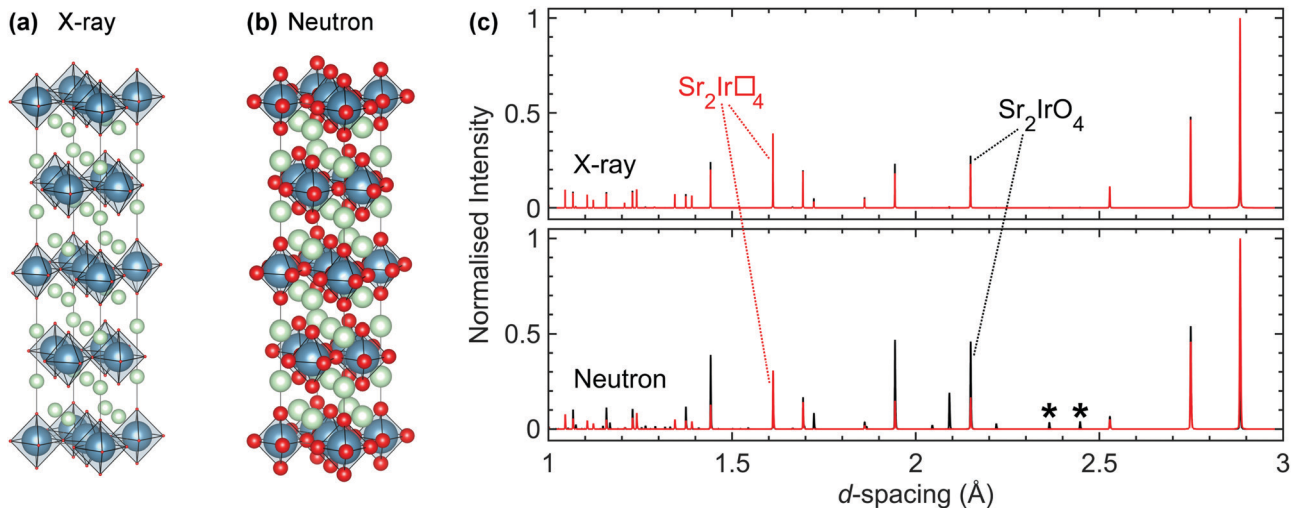 (a) X-ray
(b) Neutron
(c)
Normalised Intensity
1
0.5
0
X-ray
Sr₂Ir□₄
Sr₂IrO₄
1
0.5
0
Neutron
* *
1 1.5 2 2.5 3
d-spacing (Å)